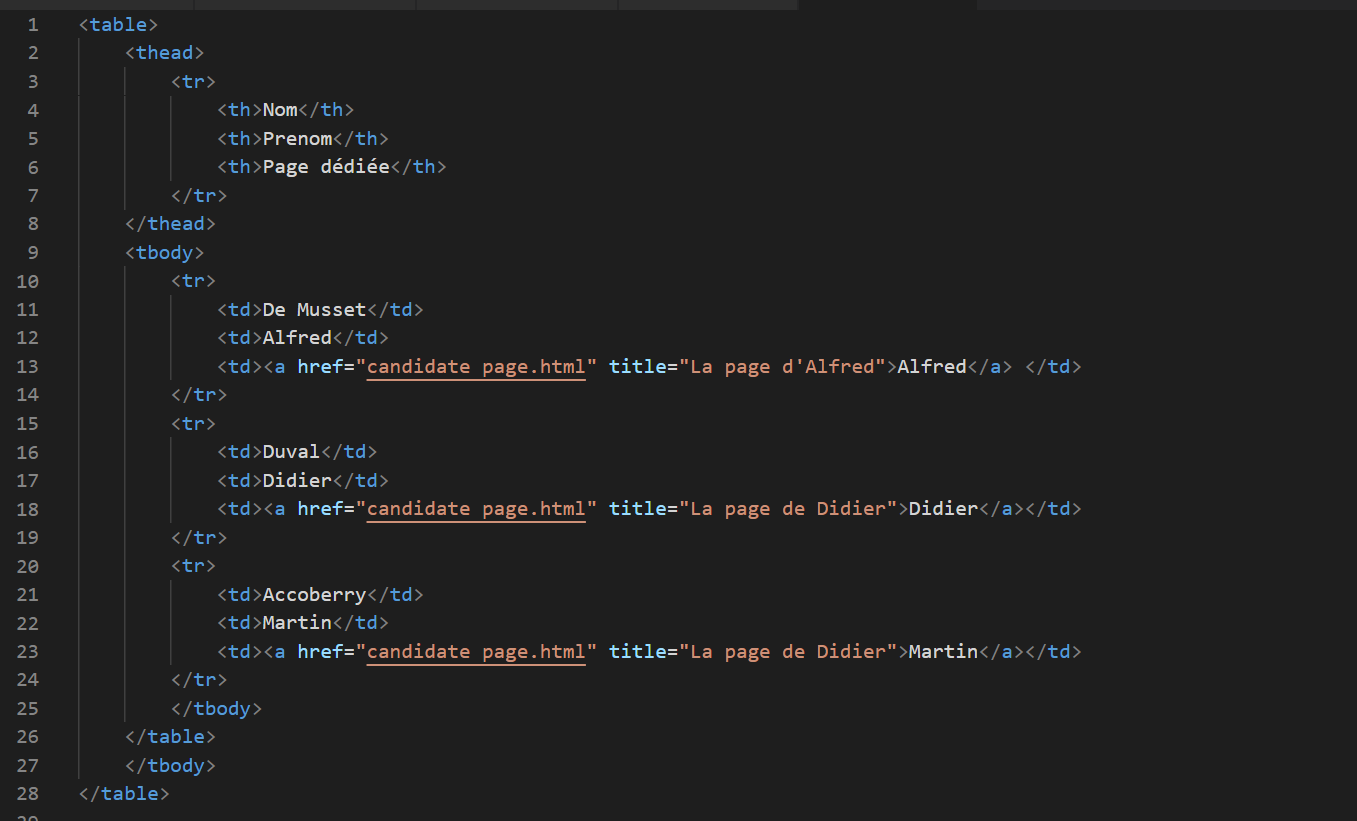 1 <table>
2 <thead>
3 <tr>
4 <th>Nom</th>
5 <th>Prenom</th>
6 <th>Page dédiée</th>
7 </tr>
8 </thead>
9 <tbody>
10 <tr>
11 <td>De Musset</td>
12 <td>Alfred</td>
13 <td><a href="candidate page.html" title="La page d'Alfred">Alfred</a> </td>
14 </tr>
15 <tr>
16 <td>Duval</td>
17 <td>Didier</td>
18 <td><a href="candidate page.html" title="La page de Didier">Didier</a></td>
19 </tr>
20 <tr>
21 <td>Accoberry</td>
22 <td>Martin</td>
23 <td><a href="candidate page.html" title="La page de Didier">Martin</a></td>
24 </tr>
25 </tbody>
26 </table>
27 </tbody>
28 </table>